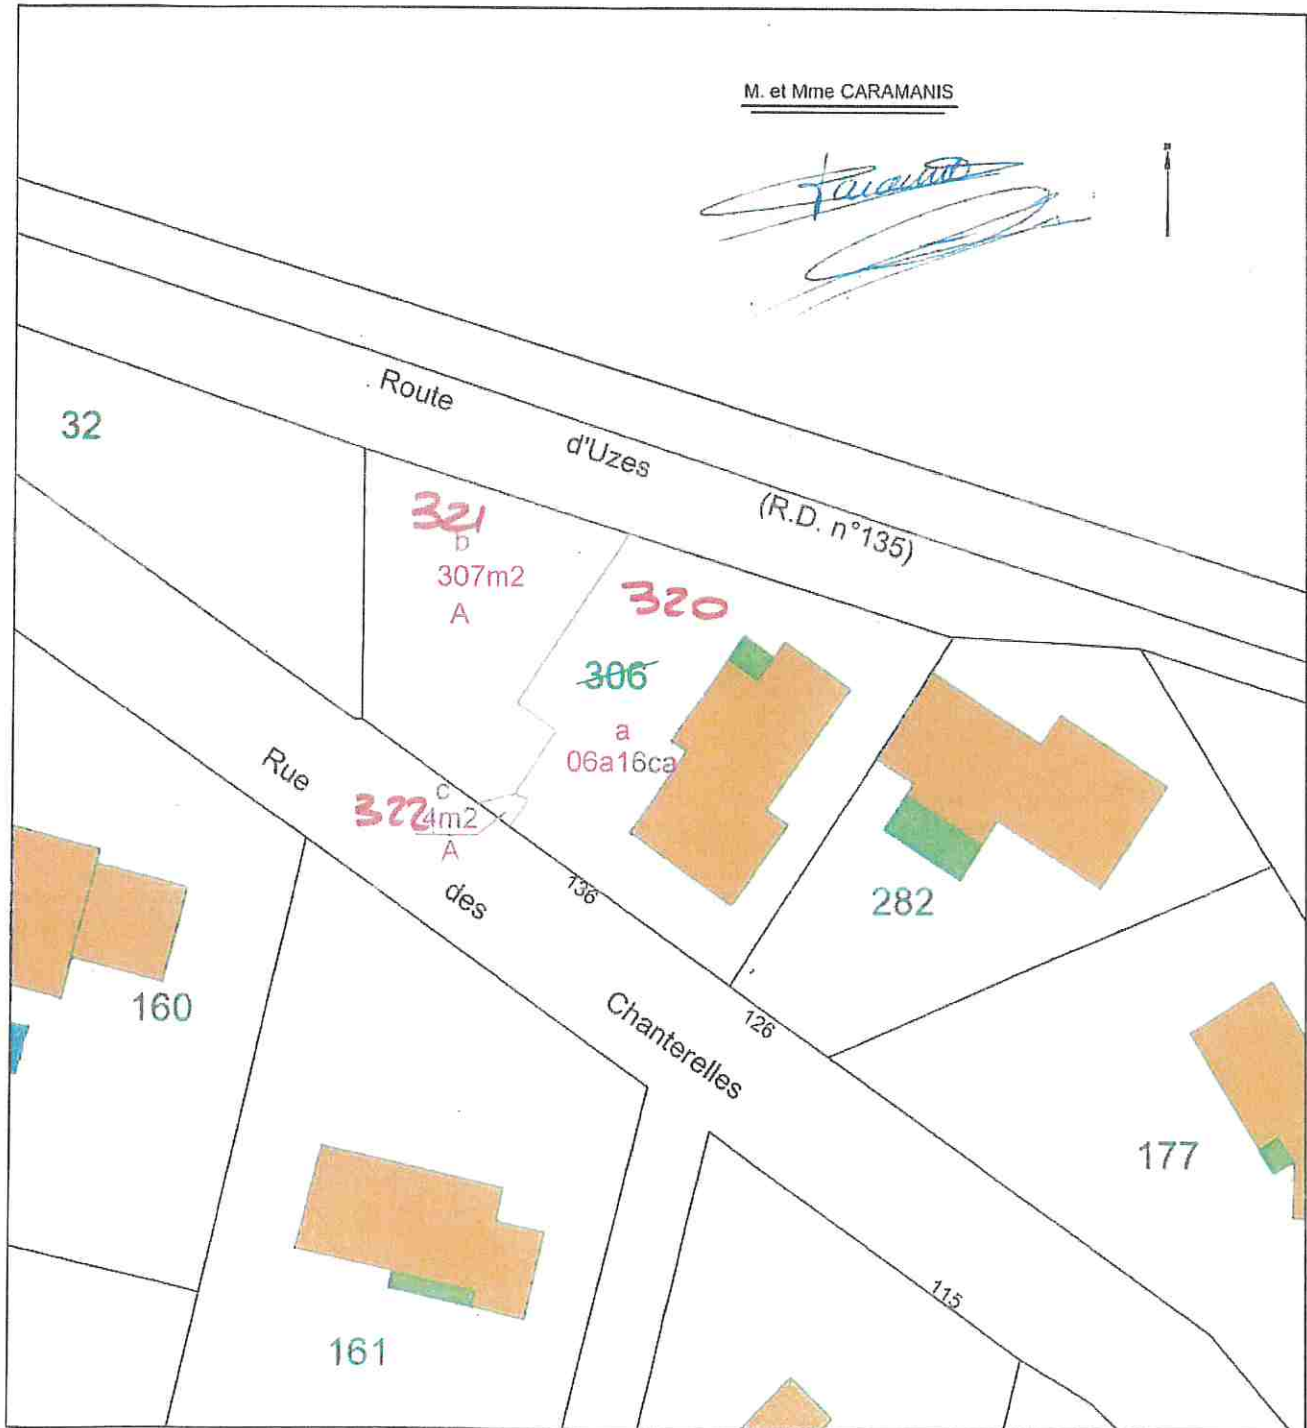 M. et Mme CARAMANIS
Route
d'Uzes
(R.D. n°135)
32
321
b
307m2
A
320
306
a
06a16ca
Rue
c
322
4m2
A
des
136
282
160
Chanterelles
126
177
115
161